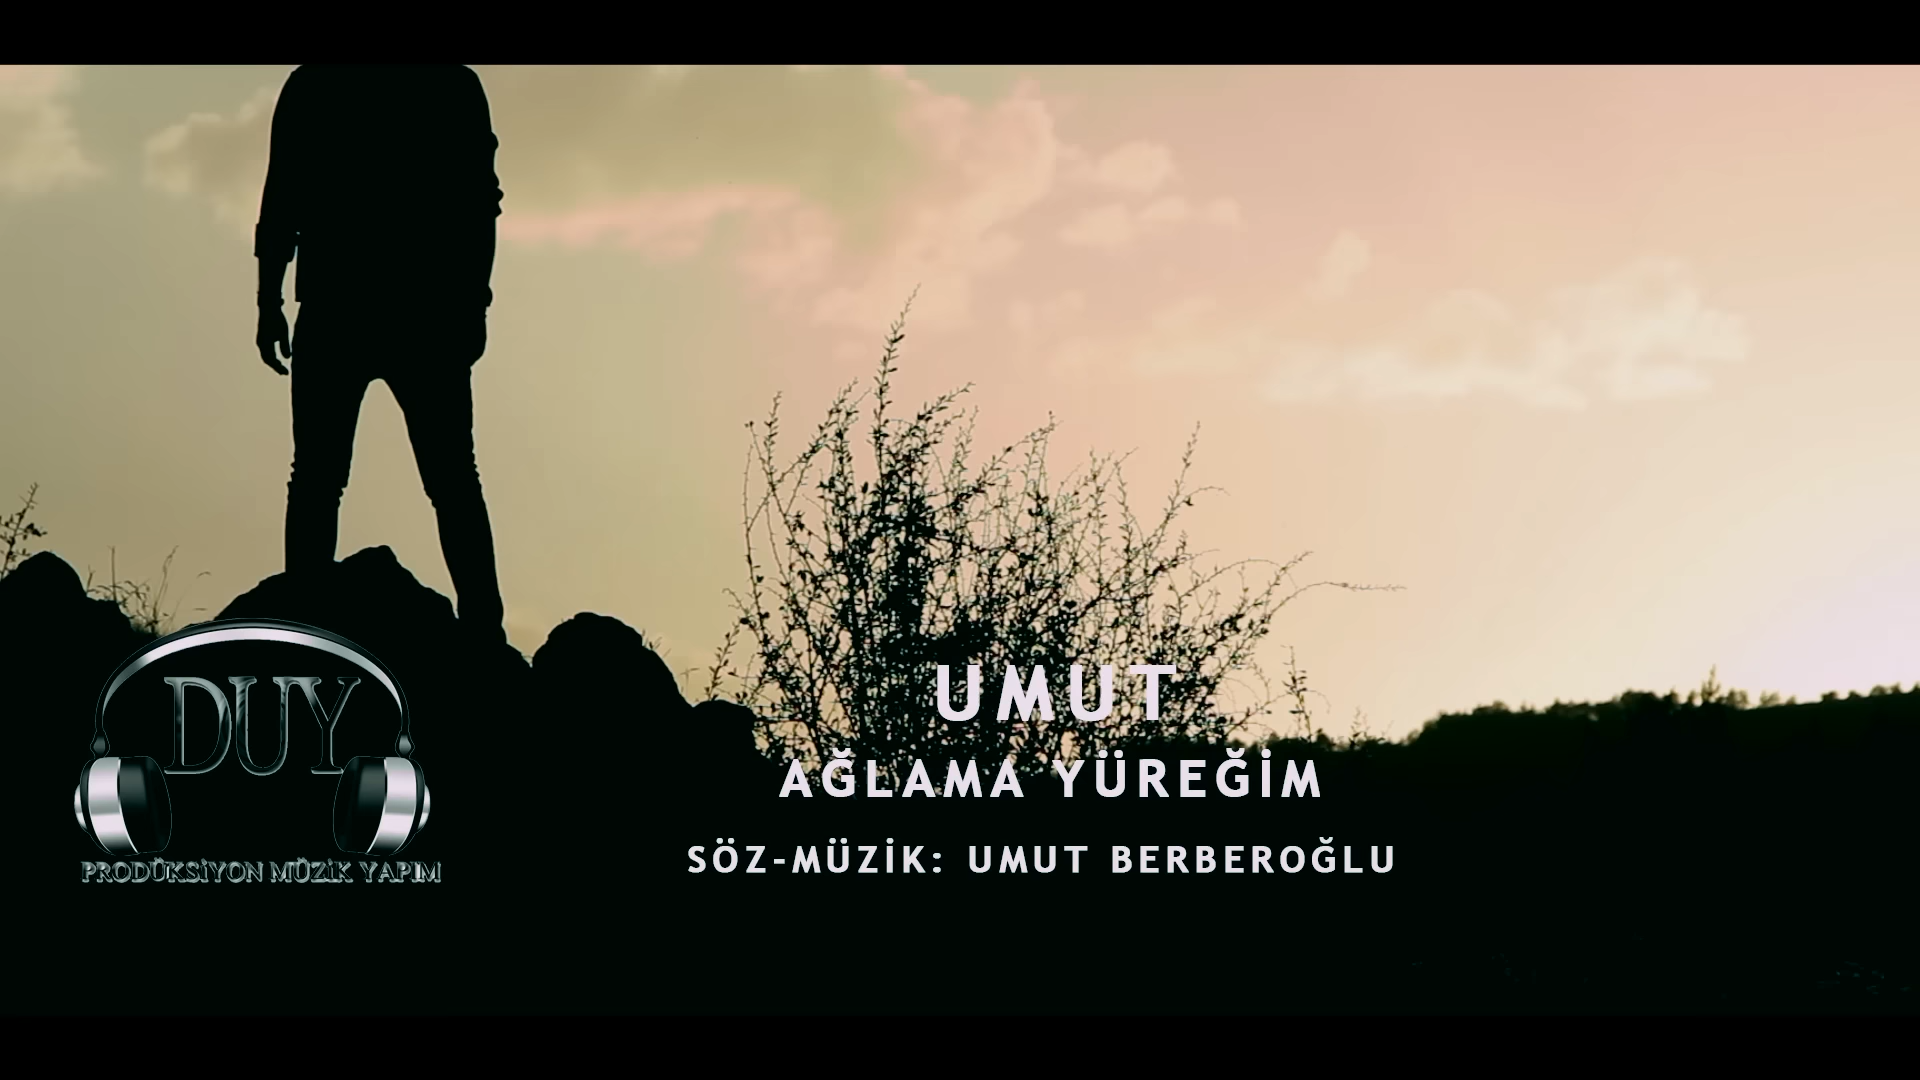 UMUT
AĞLAMA YÜREĞİM
SÖZ-MÜZİK: UMUT BERBEROĞLU
DUY
PRODÜKSİYON MÜZİK YAPIM